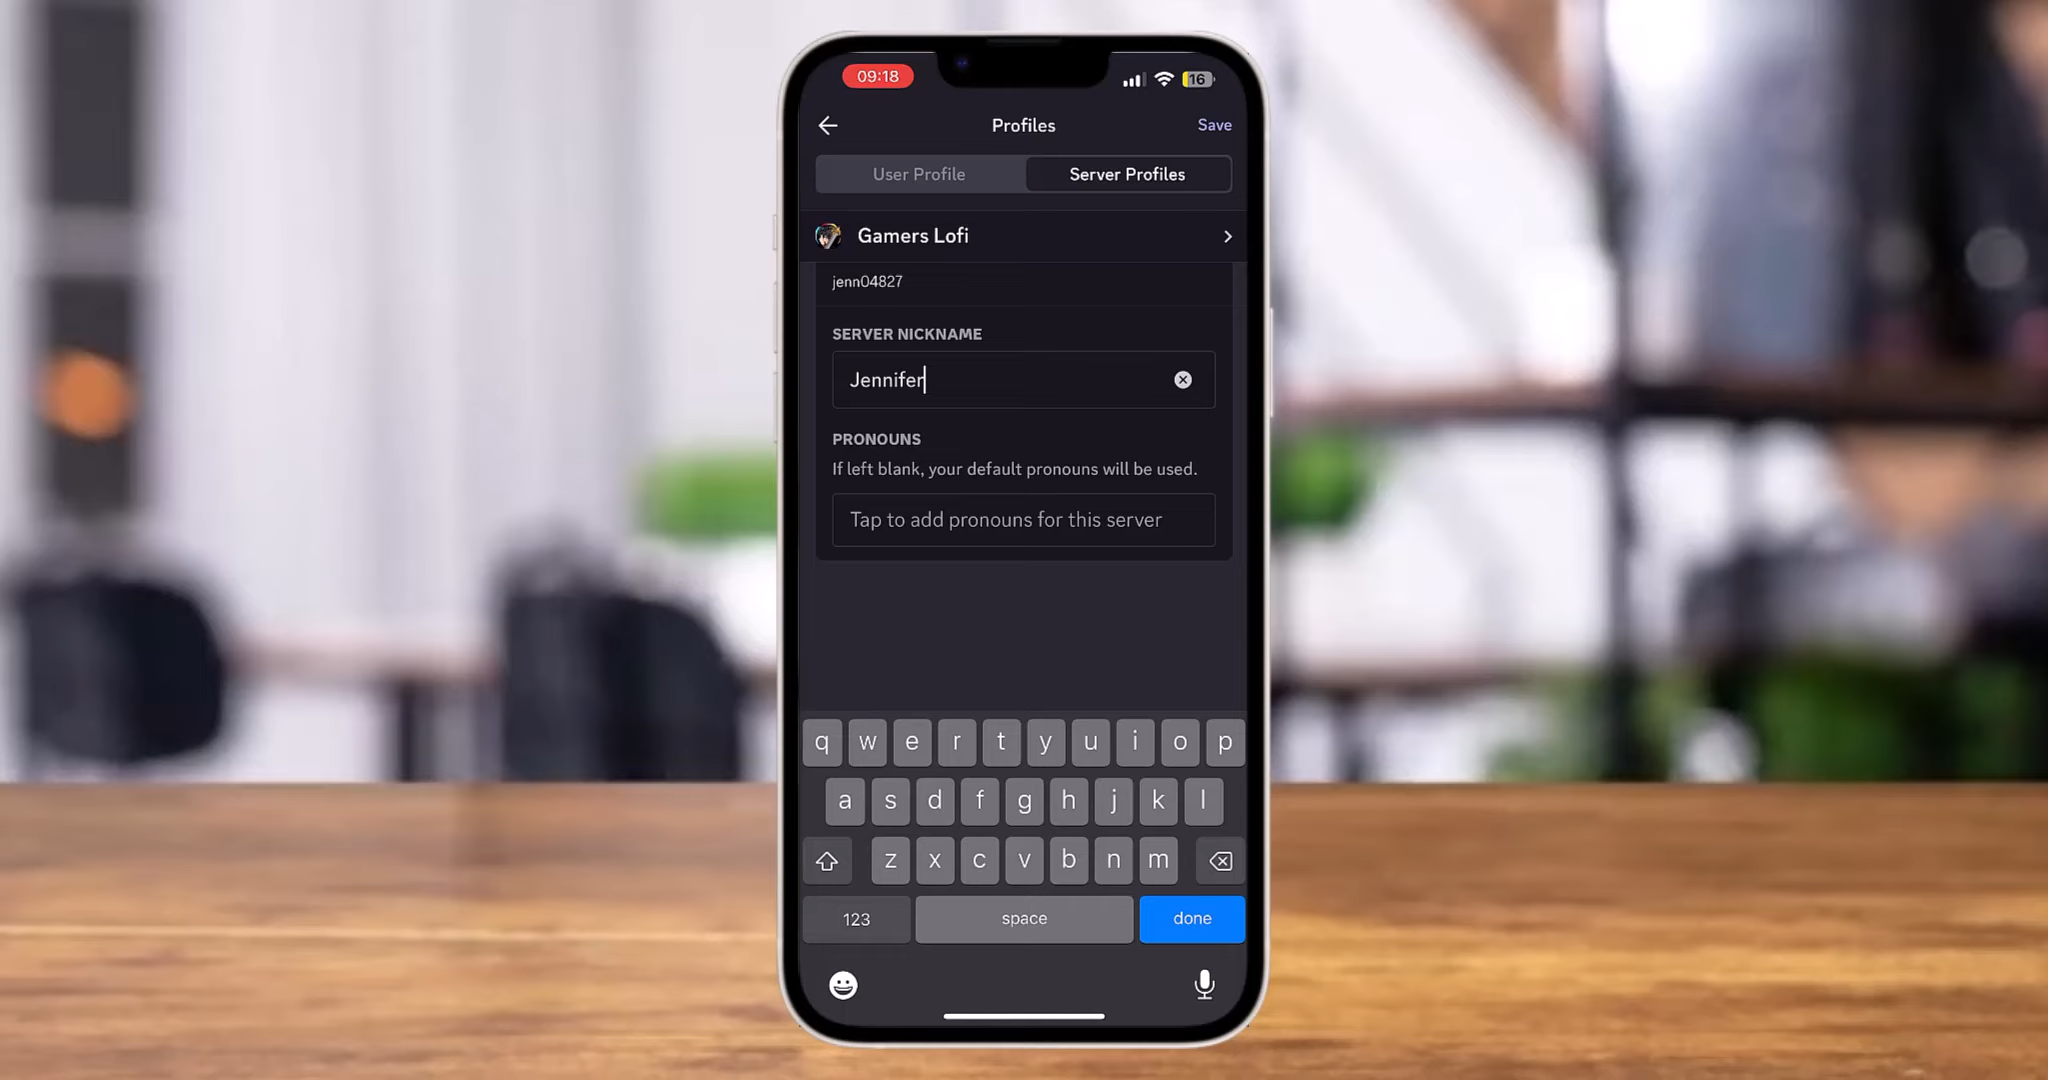 09:18
16
Profiles
Save
User Profile
Server Profiles
Gamers Lofi
jenn04827
SERVER NICKNAME
Jennifer
PRONOUNS
If left blank, your default pronouns will be used.
Tap to add pronouns for this server
q w e r t y u i o p
a s d f g h j k l
z x c v b n m
123
space
done